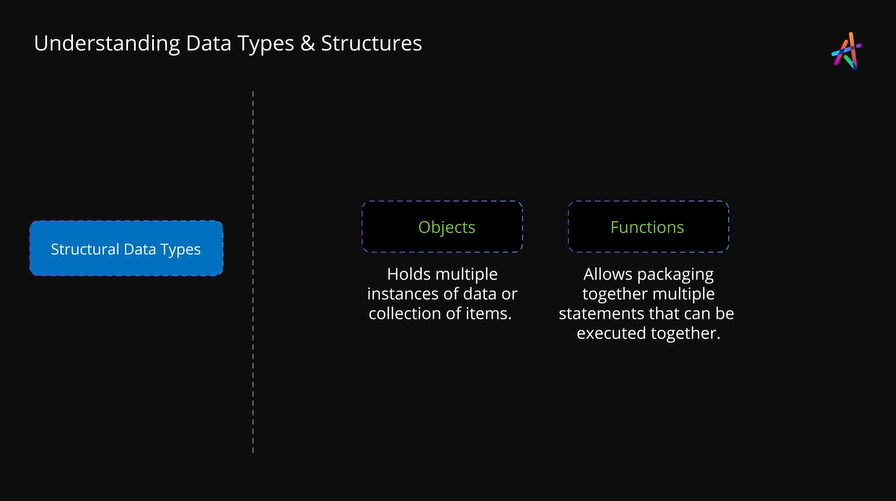 Understanding Data Types & Structures
Structural Data Types
Objects
Holds multiple
instances of data or
collection of items.
Functions
Allows packaging
together multiple
statements that can be
executed together.